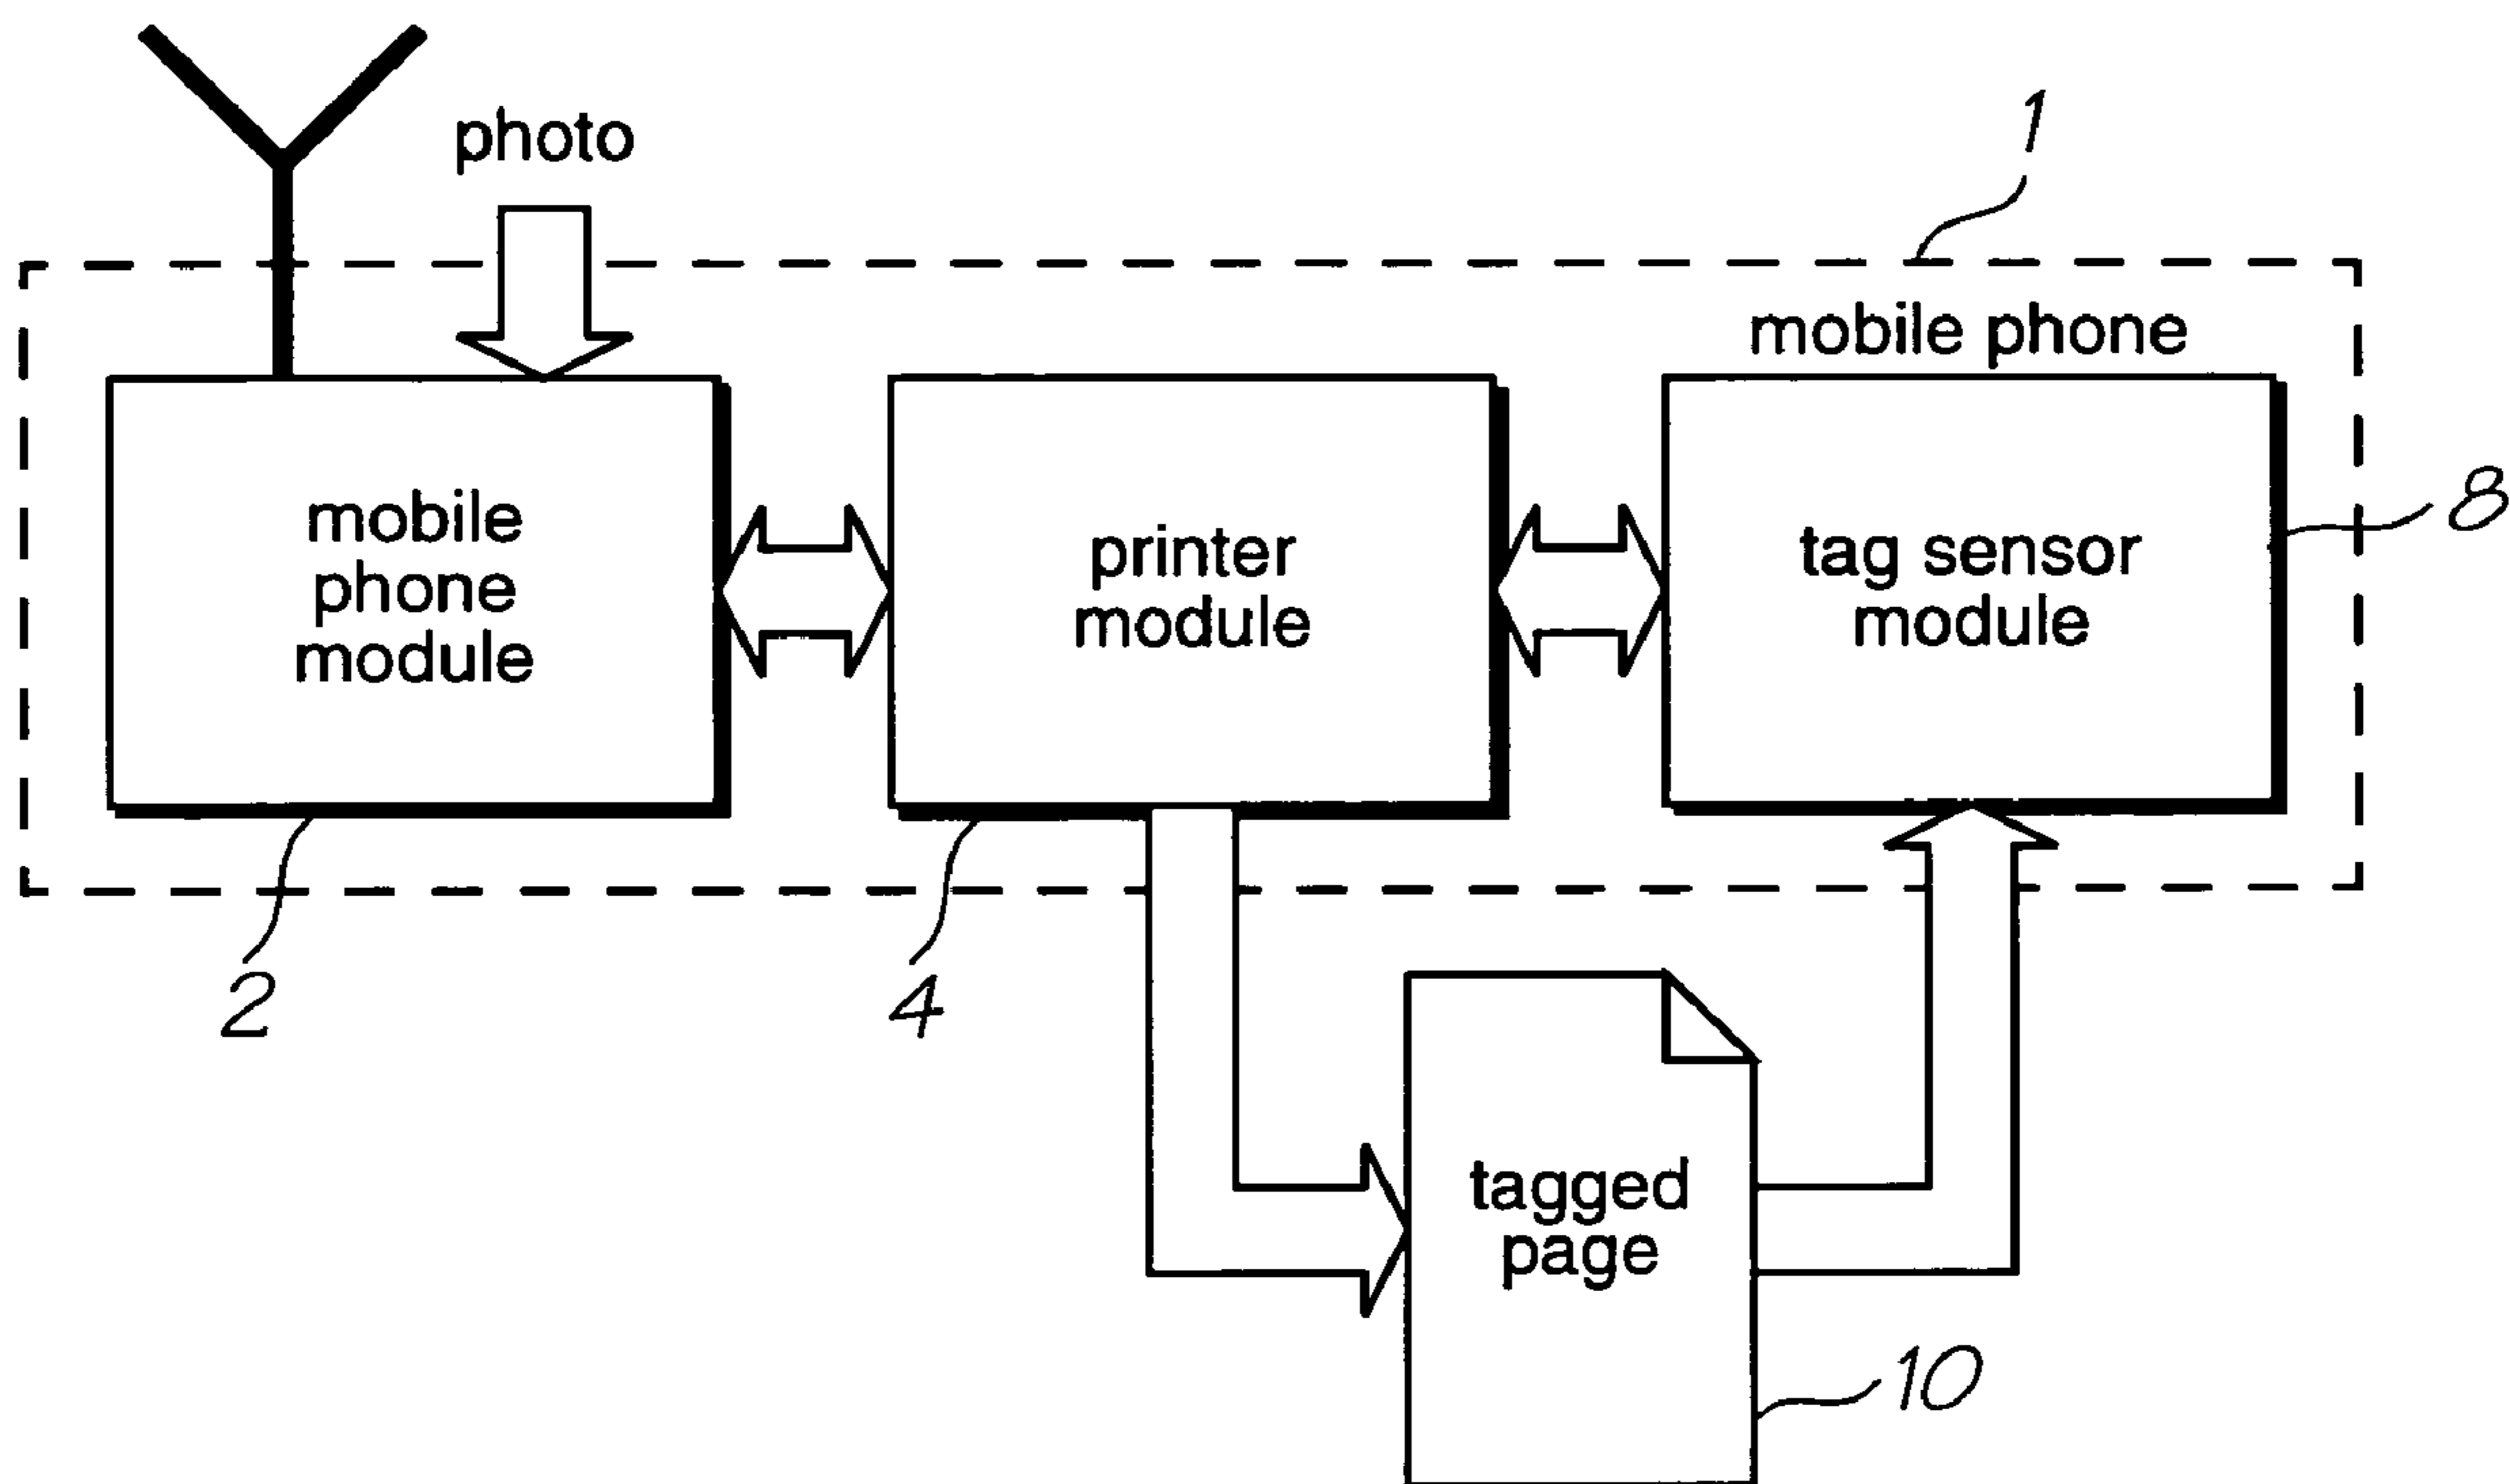 photo
1
mobile phone
mobile
phone
module
printer
module
tag sensor
module
8
2
4
tagged
page
10